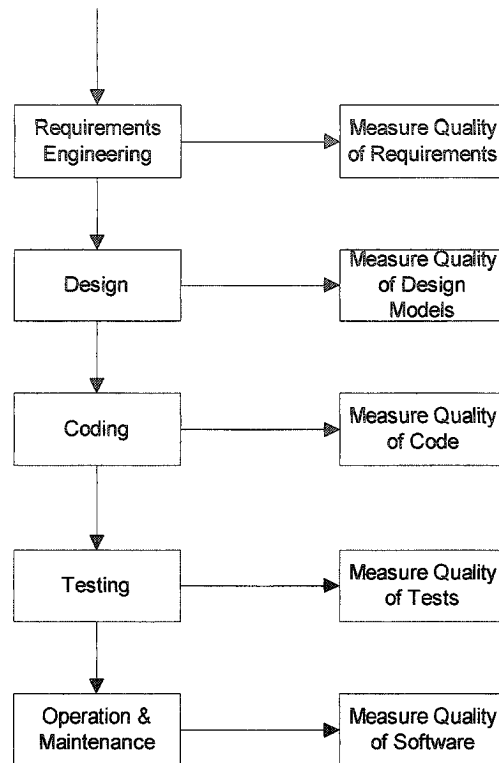 Requirements
Engineering
Measure Quality
of Requirements
Design
Measure Quality
of Design
Models
Coding
Measure Quality
of Code
Testing
Measure Quality
of Tests
Operation &
Maintenance
Measure Quality
of Software